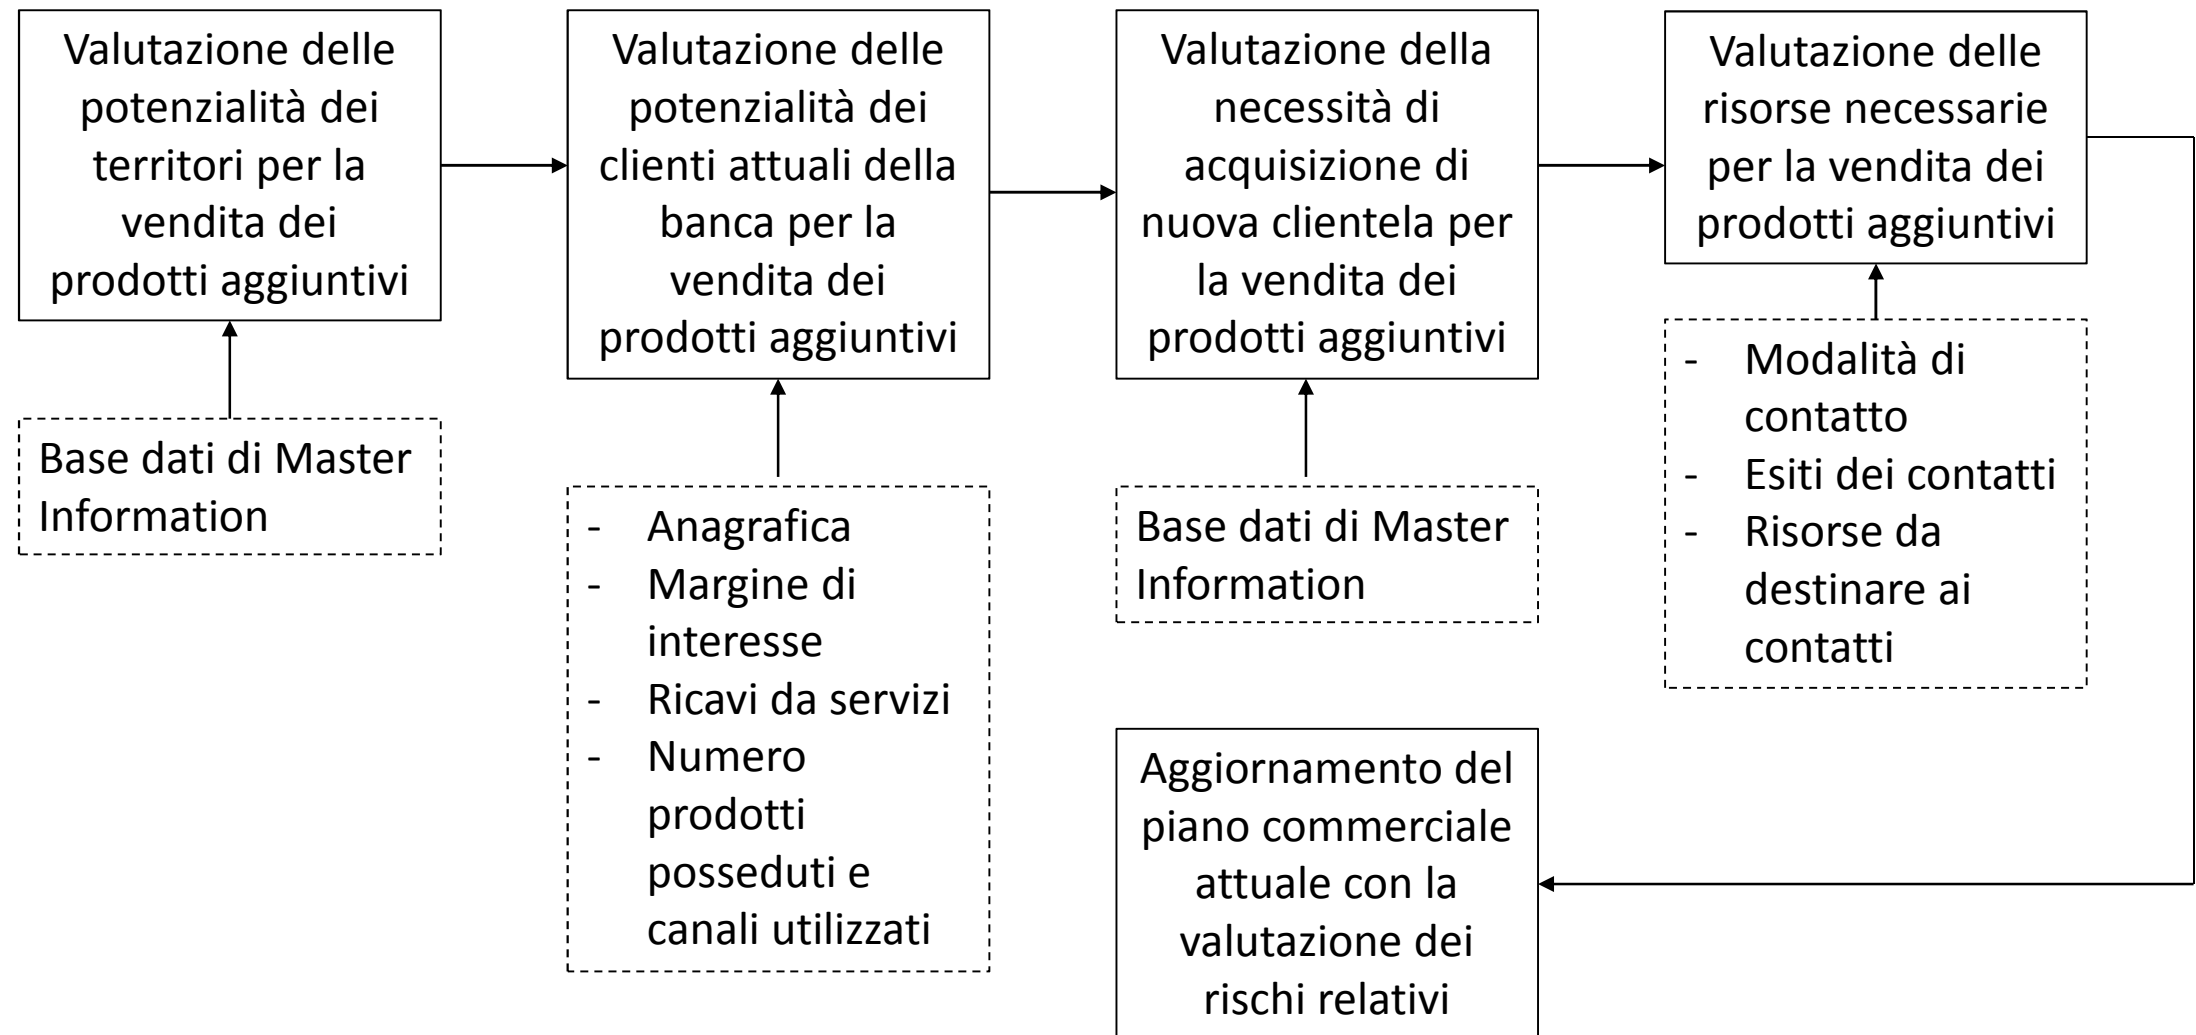 Valutazione delle
potenzialità dei
territori per la
vendita dei
prodotti aggiuntivi
Valutazione delle
potenzialità dei
clienti attuali della
banca per la
vendita dei
prodotti aggiuntivi
Valutazione della
necessità di
acquisizione di
nuova clientela per
la vendita dei
prodotti aggiuntivi
Valutazione delle
risorse necessarie
per la vendita dei
prodotti aggiuntivi
Base dati di Master
Information
- Anagrafica
- Margine di
interesse
- Ricavi da servizi
- Numero
prodotti
posseduti e
canali utilizzati
Base dati di Master
Information
- Modalità di
contatto
- Esiti dei contatti
- Risorse da
destinare ai
contatti
Aggiornamento del
piano commerciale
attuale con la
valutazione dei
rischi relativi